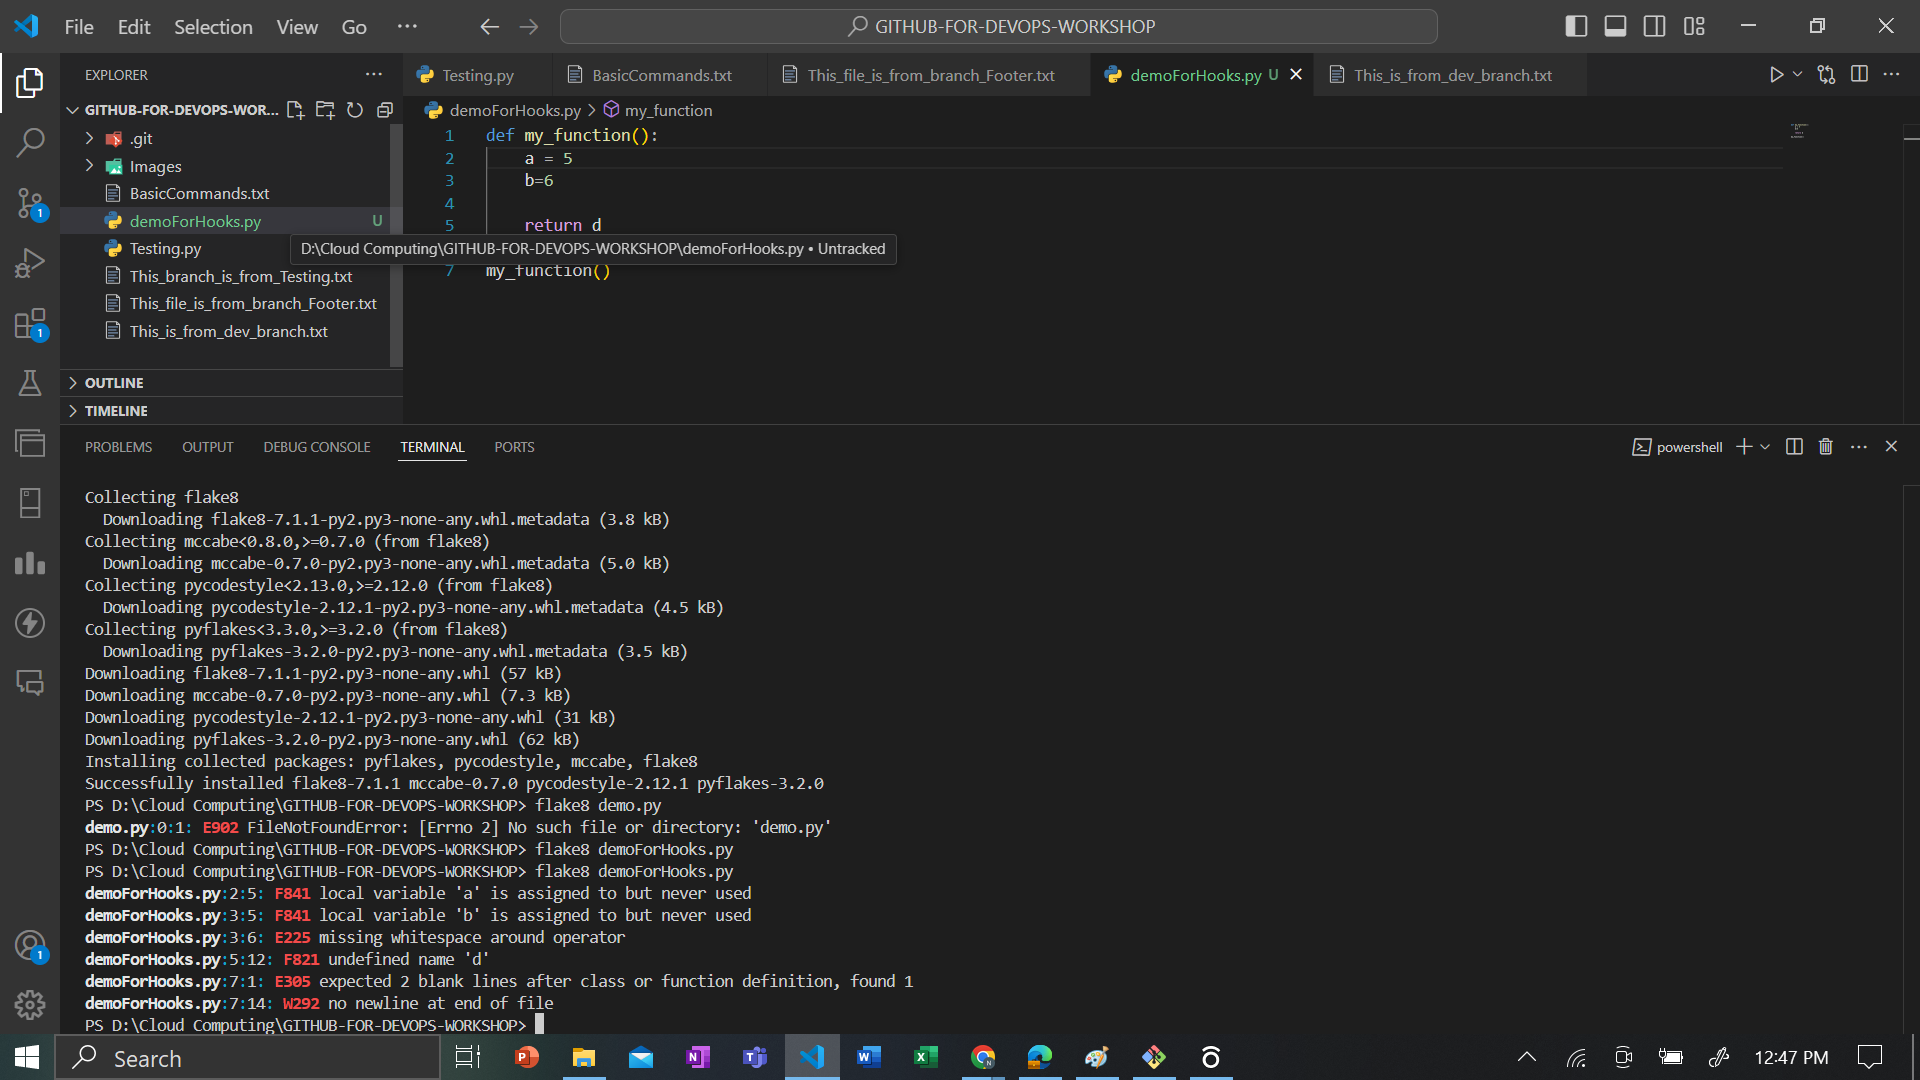 File Edit Selection View Go ··· GITHUB-FOR-DEVOPS-WORKSHOP
EXPLORER ···
GITHUB-FOR-DEVOPS-WOR...
.git
Images
BasicCommands.txt
demoForHooks.py U
Testing.py
This_branch_is_from_Testing.txt
This_file_is_from_branch_Footer.txt
This_is_from_dev_branch.txt
OUTLINE
TIMELINE
1
1
1
Testing.py BasicCommands.txt This_file_is_from_branch_Footer.txt demoForHooks.py U This_is_from_dev_branch.txt
demoForHooks.py > my_function
1 def my_function():
2 a = 5
3 b=6
4
5 return d
D:\Cloud Computing\GITHUB-FOR-DEVOPS-WORKSHOP\demoForHooks.py • Untracked
7 my_function()
PROBLEMS OUTPUT DEBUG CONSOLE TERMINAL PORTS powershell
Collecting flake8
Downloading flake8-7.1.1-py2.py3-none-any.whl.metadata (3.8 kB)
Collecting mccabe<0.8.0,>=0.7.0 (from flake8)
Downloading mccabe-0.7.0-py2.py3-none-any.whl.metadata (5.0 kB)
Collecting pycodestyle<2.13.0,>=2.12.0 (from flake8)
Downloading pycodestyle-2.12.1-py2.py3-none-any.whl.metadata (4.5 kB)
Collecting pyflakes<3.3.0,>=3.2.0 (from flake8)
Downloading pyflakes-3.2.0-py2.py3-none-any.whl.metadata (3.5 kB)
Downloading flake8-7.1.1-py2.py3-none-any.whl (57 kB)
Downloading mccabe-0.7.0-py2.py3-none-any.whl (7.3 kB)
Downloading pycodestyle-2.12.1-py2.py3-none-any.whl (31 kB)
Downloading pyflakes-3.2.0-py2.py3-none-any.whl (62 kB)
Installing collected packages: pyflakes, pycodestyle, mccabe, flake8
Successfully installed flake8-7.1.1 mccabe-0.7.0 pycodestyle-2.12.1 pyflakes-3.2.0
PS D:\Cloud Computing\GITHUB-FOR-DEVOPS-WORKSHOP> flake8 demo.py
demo.py:0:1: E902 FileNotFoundError: [Errno 2] No such file or directory: 'demo.py'
PS D:\Cloud Computing\GITHUB-FOR-DEVOPS-WORKSHOP> flake8 demoForHooks.py
PS D:\Cloud Computing\GITHUB-FOR-DEVOPS-WORKSHOP> flake8 demoForHooks.py
demoForHooks.py:2:5: F841 local variable 'a' is assigned to but never used
demoForHooks.py:3:5: F841 local variable 'b' is assigned to but never used
demoForHooks.py:3:6: E225 missing whitespace around operator
demoForHooks.py:5:12: F821 undefined name 'd'
demoForHooks.py:7:1: E305 expected 2 blank lines after class or function definition, found 1
demoForHooks.py:7:14: W292 no newline at end of file
PS D:\Cloud Computing\GITHUB-FOR-DEVOPS-WORKSHOP>
Search 12:47 PM